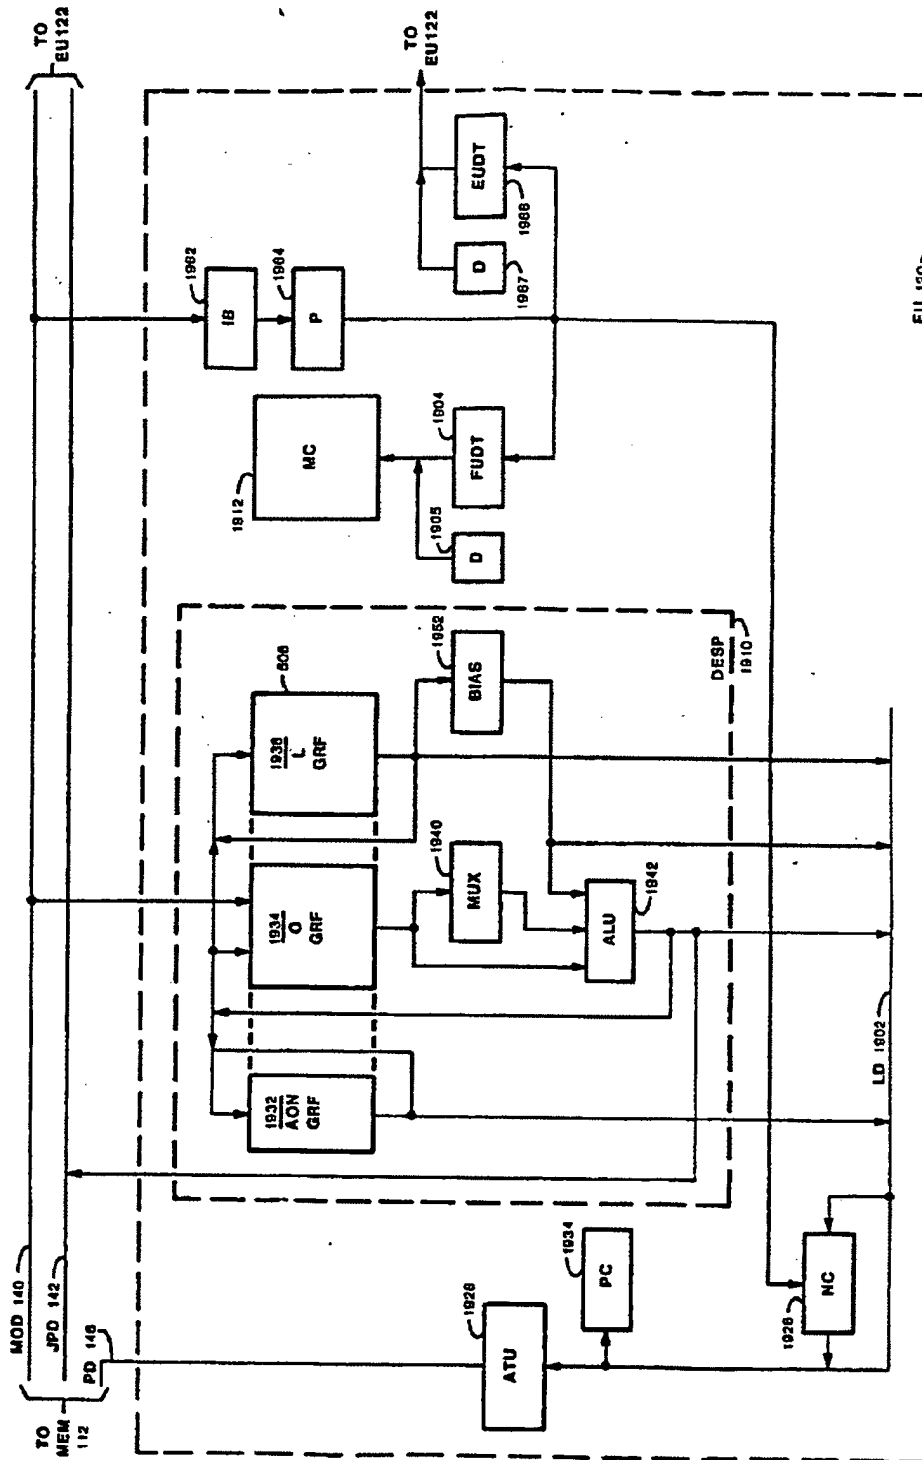 TO
EU122
MOD 140
JPD 142
PD 146
TO
MEM
112
TO
EU122
1962
IB
1964
P
EUDT
1966
D
1967
1912
MC
1904
FUDT
1905
D
606
1936
L
GRF
1934
O
GRF
1932
AON
GRF
1952
BIAS
1940
MUX
1942
ALU
DESP
1910
1928
ATU
1934
PC
1926
NC
LD 1902